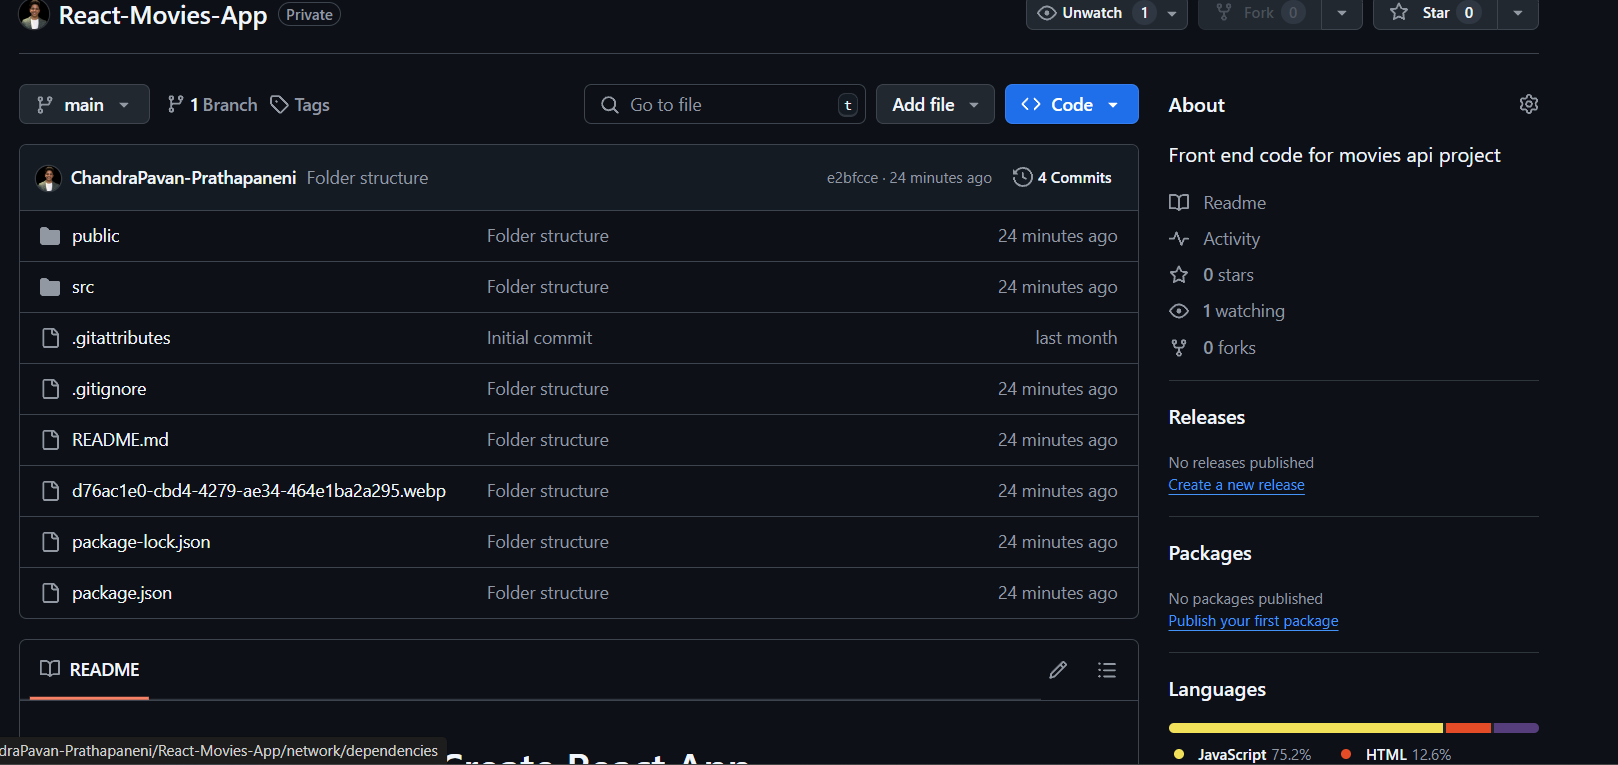 React-Movies-App Private
Unwatch 1
Fork 0
Star 0
main
1 Branch
Tags
Go to file t
Add file
Code
ChandraPavan-Prathapaneni Folder structure e2bfcce · 24 minutes ago 4 Commits
public Folder structure 24 minutes ago
src Folder structure 24 minutes ago
.gitattributes Initial commit last month
.gitignore Folder structure 24 minutes ago
README.md Folder structure 24 minutes ago
d76ac1e0-cbd4-4279-ae34-464e1ba2a295.webp Folder structure 24 minutes ago
package-lock.json Folder structure 24 minutes ago
package.json Folder structure 24 minutes ago
README
Create React App
draPavan-Prathapaneni/React-Movies-App/network/dependencies
About
Front end code for movies api project
Readme
Activity
0 stars
1 watching
0 forks
Releases
No releases published
Create a new release
Packages
No packages published
Publish your first package
Languages
JavaScript 75.2% HTML 12.6%